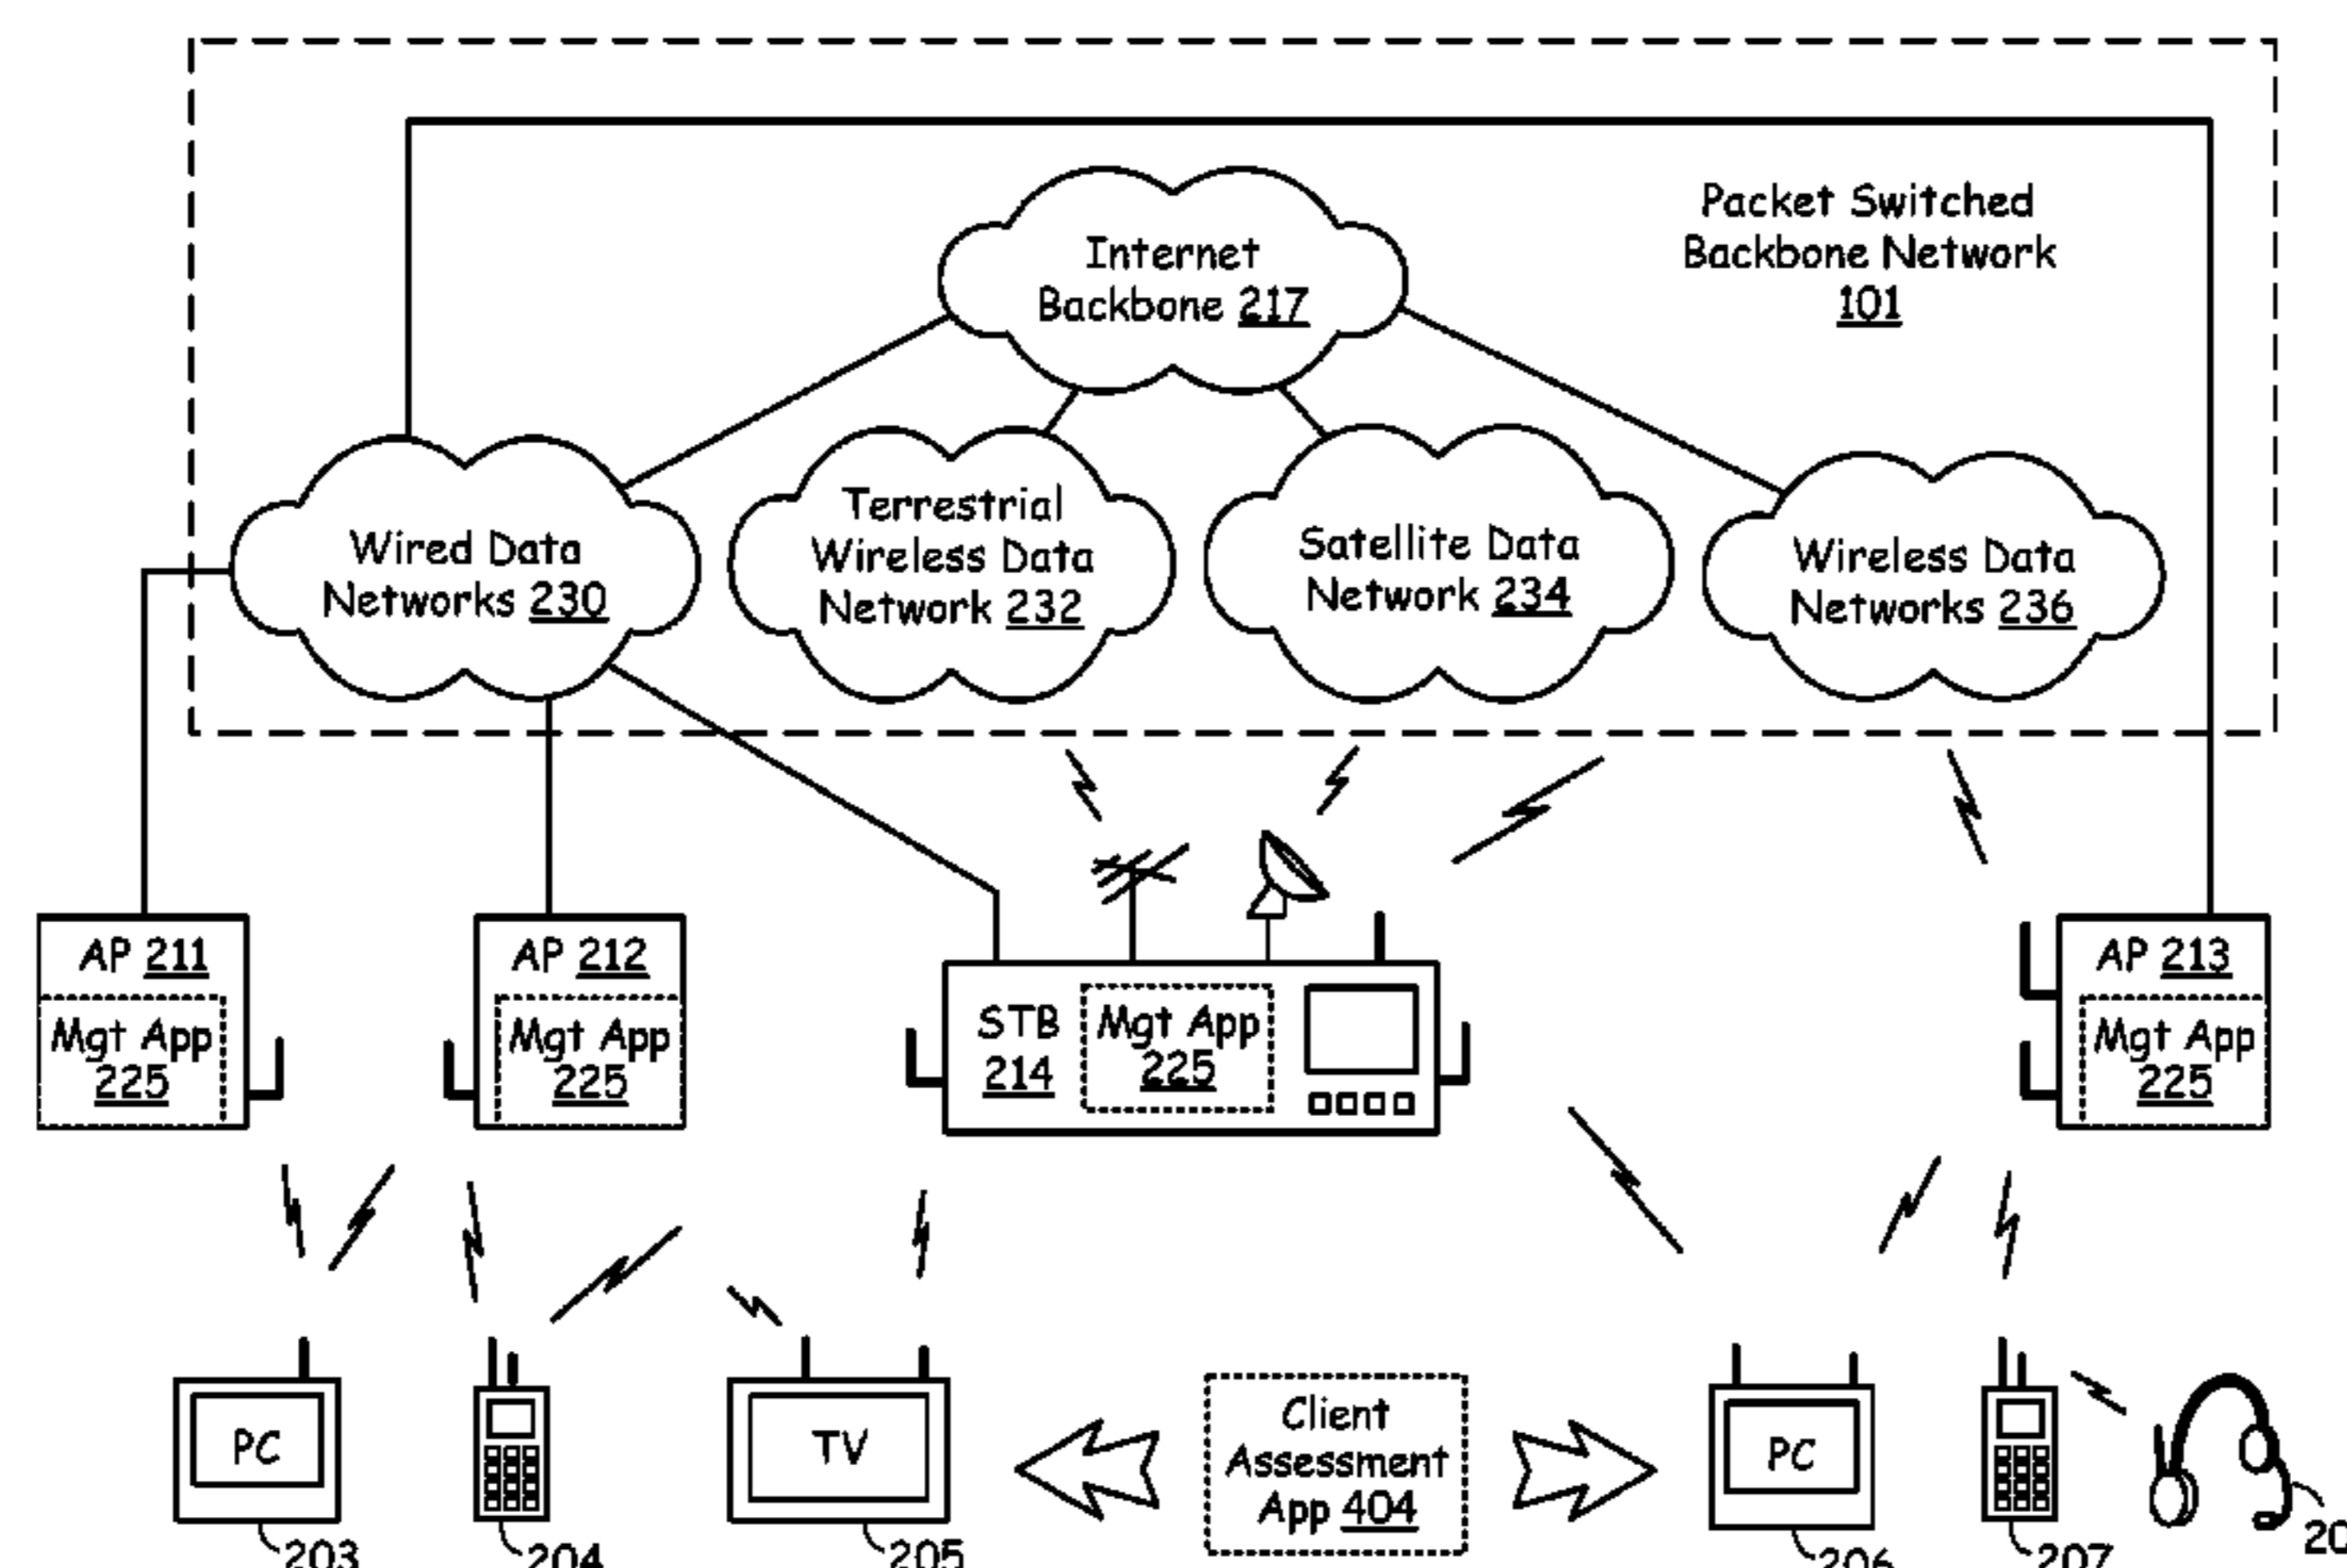 Packet Switched
Backbone Network
101
Internet
Backbone 217
Wired Data
Networks 230
Terrestrial
Wireless Data
Network 232
Satellite Data
Network 234
Wireless Data
Networks 236
AP 211
Mgt App
225
AP 212
Mgt App
225
STB
214
Mgt App
225
AP 213
Mgt App
225
PC
TV
Client
Assessment
App 404
PC
203
204
205
206
207